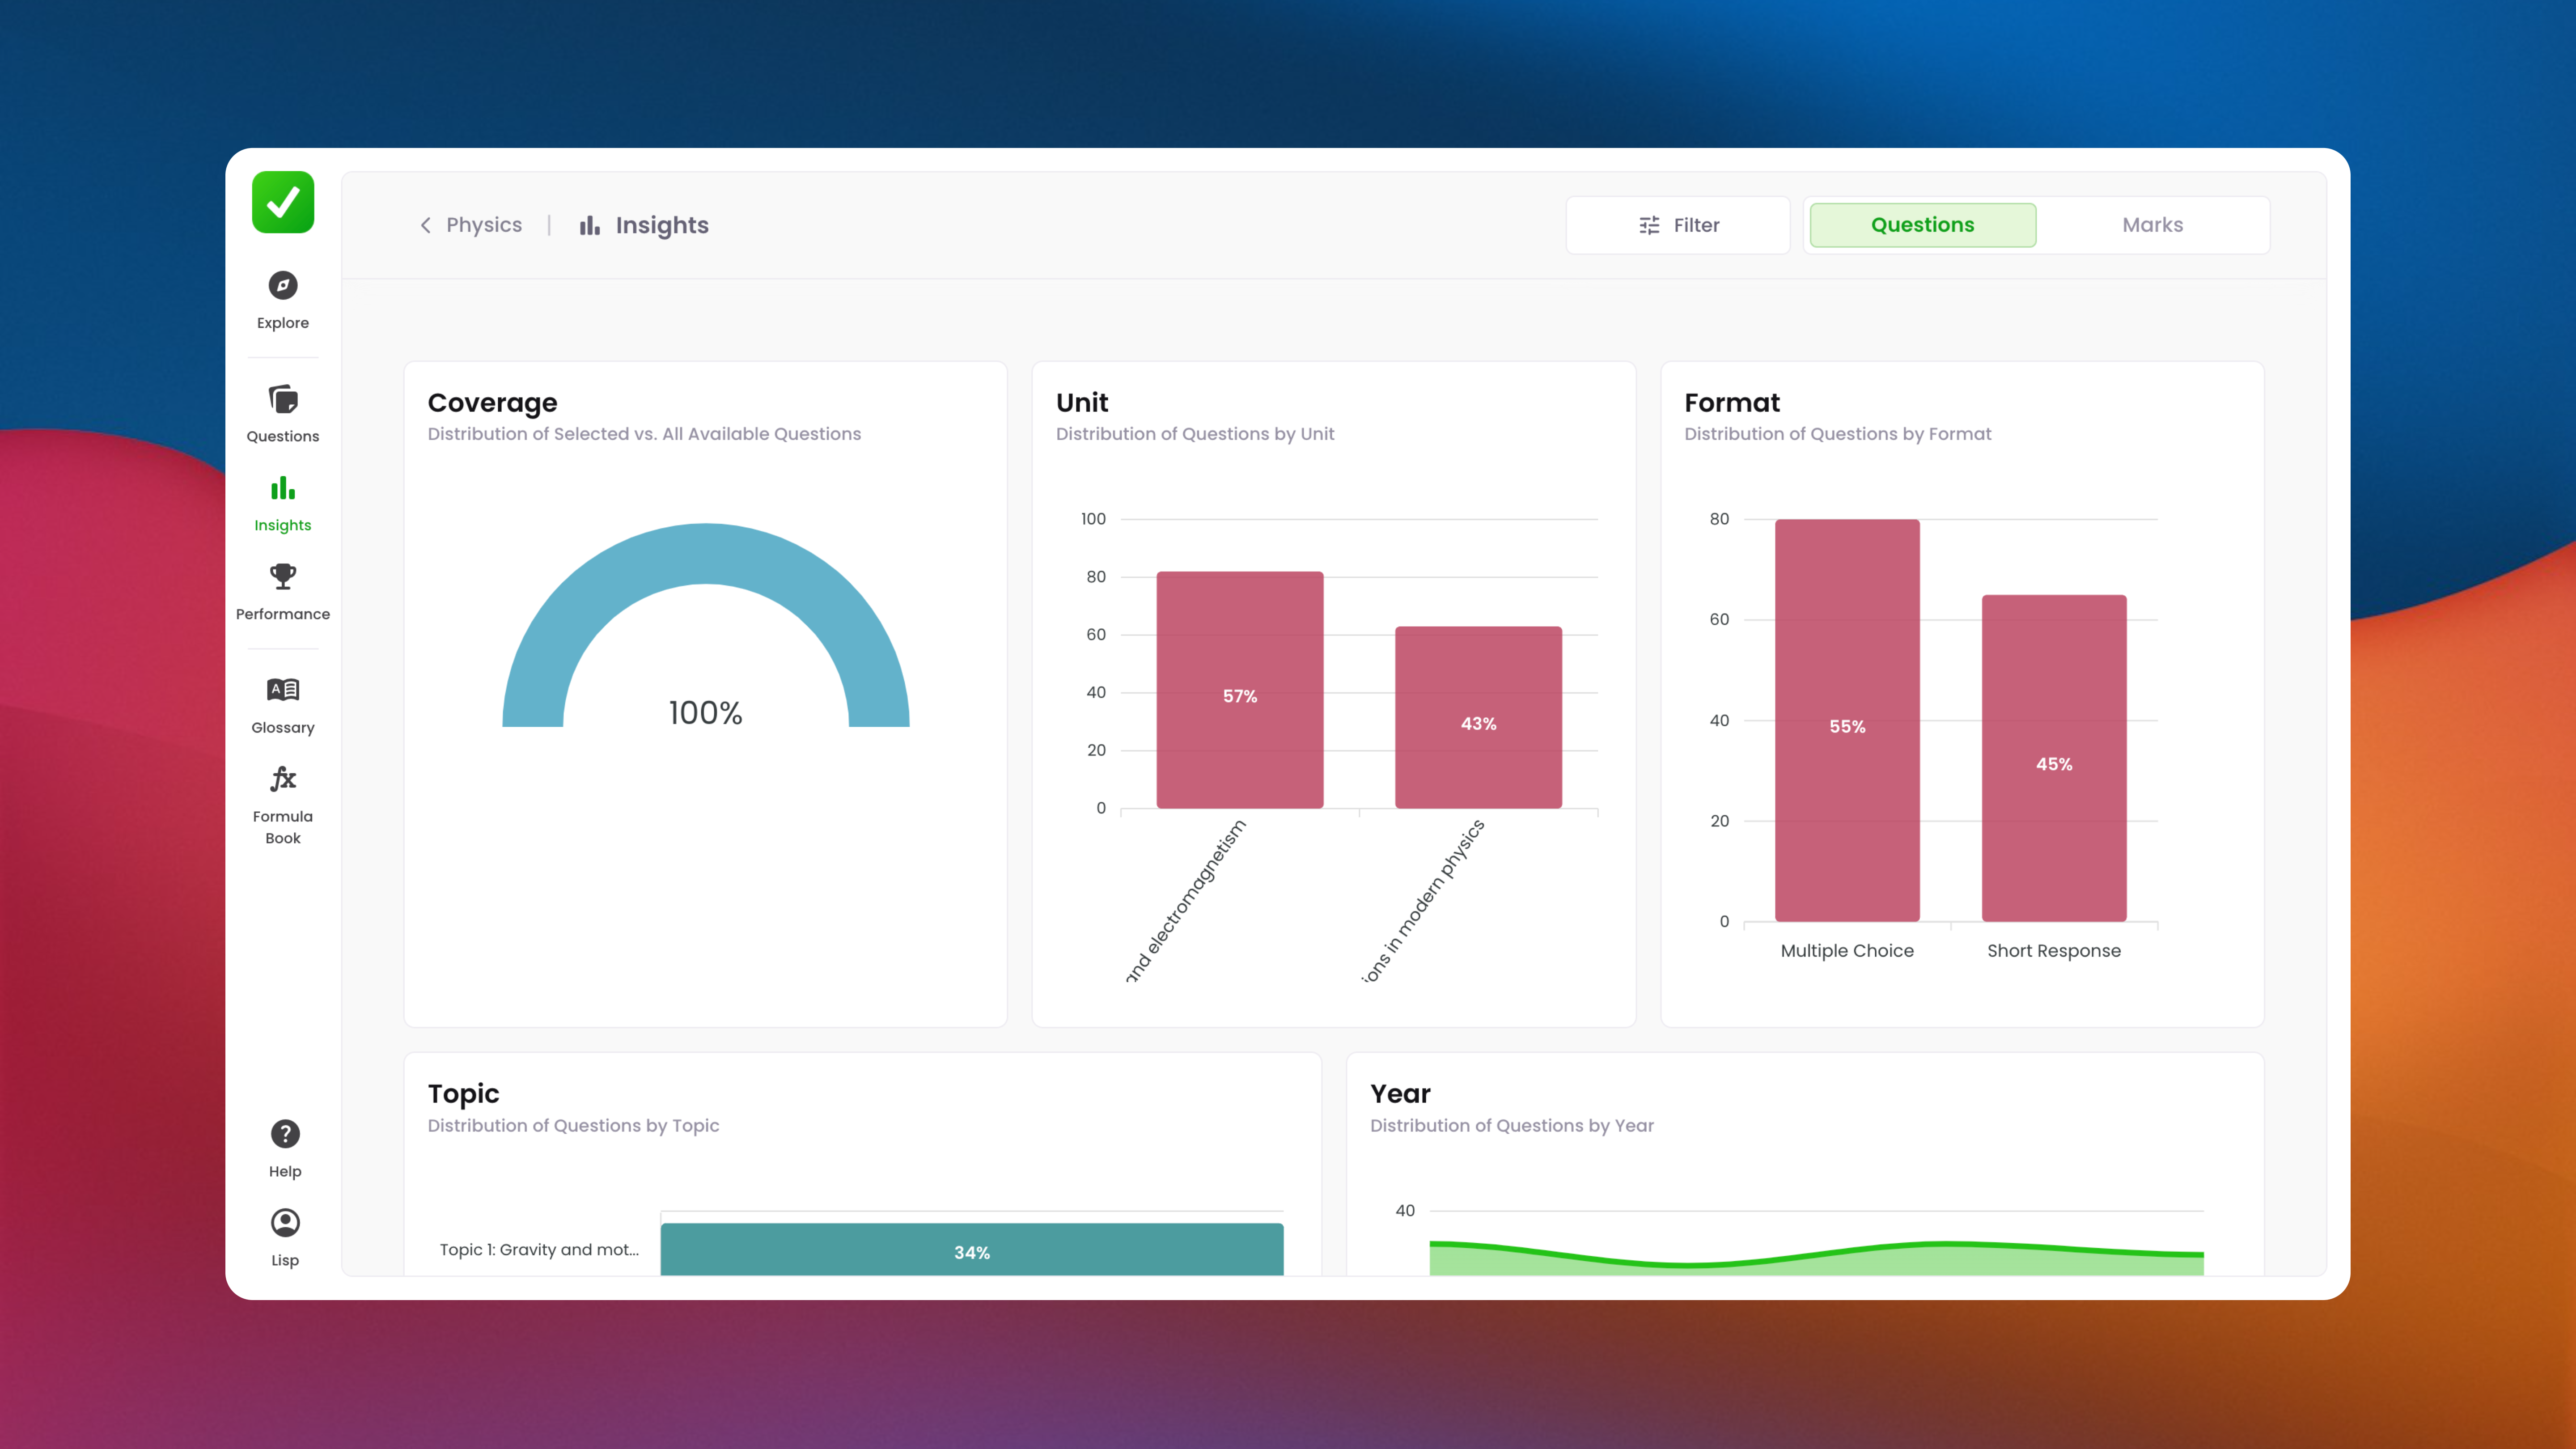 Physics | Insights
Filter
Questions
Marks
Explore
Questions
Insights
Performance
Glossary
Formula
Book
Help
Lisp
Coverage
Distribution of Selected vs. All Available Questions
100%
Unit
Distribution of Questions by Unit
100
80
60
40
20
0
57%
43%
and electromagnetism
ions in modern physics
Format
Distribution of Questions by Format
80
60
40
20
0
55%
45%
Multiple Choice
Short Response
Topic
Distribution of Questions by Topic
Topic 1: Gravity and mot...
34%
Year
Distribution of Questions by Year
40